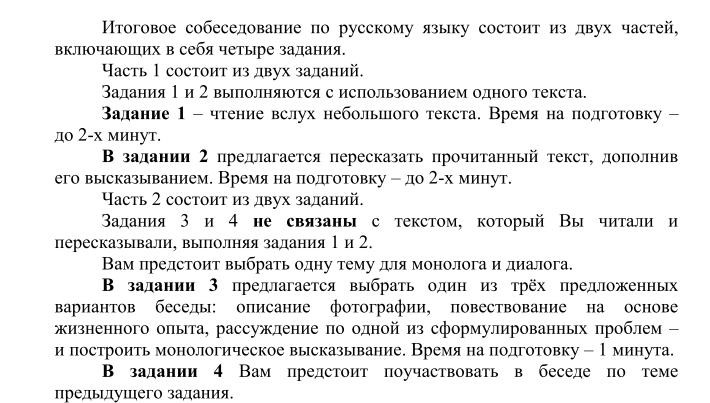 Итоговое собеседование по русскому языку состоит из двух частей,
включающих в себя четыре задания.
Часть 1 состоит из двух заданий.
Задания 1 и 2 выполняются с использованием одного текста.
Задание 1 – чтение вслух небольшого текста. Время на подготовку –
до 2-х минут.
В задании 2 предлагается пересказать прочитанный текст, дополнив
его высказыванием. Время на подготовку – до 2-х минут.
Часть 2 состоит из двух заданий.
Задания 3 и 4 не связаны с текстом, который Вы читали и
пересказывали, выполняя задания 1 и 2.
Вам предстоит выбрать одну тему для монолога и диалога.
В задании 3 предлагается выбрать один из трёх предложенных
вариантов беседы: описание фотографии, повествование на основе
жизненного опыта, рассуждение по одной из сформулированных проблем –
и построить монологическое высказывание. Время на подготовку – 1 минута.
В задании 4 Вам предстоит поучаствовать в беседе по теме
предыдущего задания.